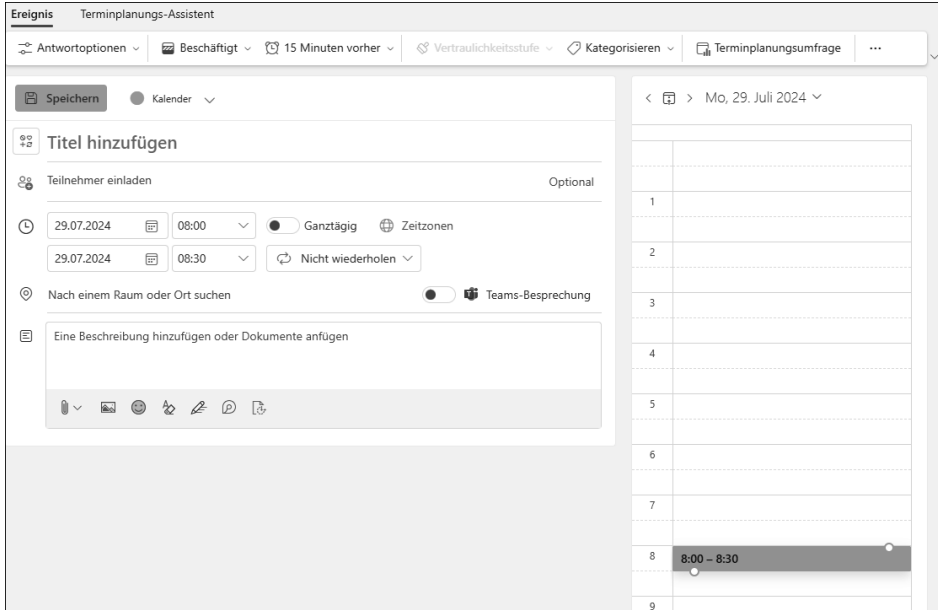 Ereignis Terminplanungs-Assistent
Antwortoptionen Beschäftigt 15 Minuten vorher Vertraulichkeitsstufe Kategorisieren Terminplanungsumfrage ...
Speichern Kalender
Titel hinzufügen
Teilnehmer einladen Optional
29.07.2024 08:00 Ganztägig Zeitzonen
29.07.2024 08:30 Nicht wiederholen
Nach einem Raum oder Ort suchen Teams-Besprechung
Eine Beschreibung hinzufügen oder Dokumente anfügen
Mo, 29. Juli 2024
1
2
3
4
5
6
7
8 8:00 – 8:30
9